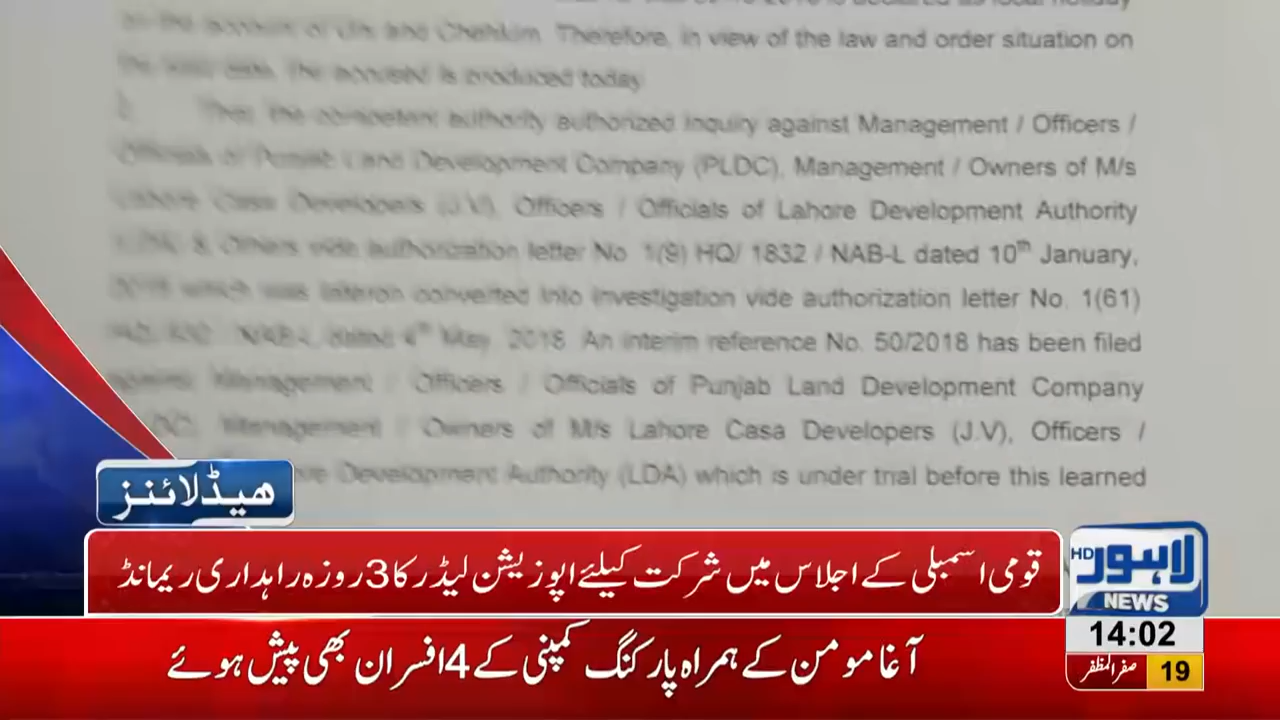 on the account of Urs and Chehlum. Therefore, in view of the law and order situation on
the said date, the accused is produced today.
2. That the competent authority authorized inquiry against Management / Officers /
Officials of Punjab Land Development Company (PLDC), Management / Owners of M/s
Lahore Casa Developers (J.V), Officers / Officials of Lahore Development Authority
(LDA) & Others vide authorization letter No. 1(9) HQ/ 1832 / NAB-L dated 10th January,
2018 which was lateron converted into investigation vide authorization letter No. 1(61)
NAB-L dated 4th May, 2018. An interim reference No. 50/2018 has been filed
against Management / Officers / Officials of Punjab Land Development Company
Management / Owners of M/s Lahore Casa Developers (J.V), Officers /
Development Authority (LDA) which is under trial before this learned
ھیڈلائنز
قومی اسمبلی کے اجلاس میں شرکت کیلئے اپوزیشن لیڈر کا 3 روزہ راہداری ریمانڈ
HD لاہور
NEWS
14:02
19 صفر المظفر
آغا مومن کے ہمراہ پارکنگ کمپنی کے 4 افسران بھی پیش ہوئے